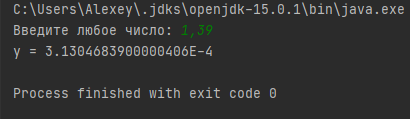 C:\Users\Alexey\.jdks\openjdk-15.0.1\bin\java.exe
Введите любое число: 1,39
y = 3.1304683900000406E-4
Process finished with exit code 0